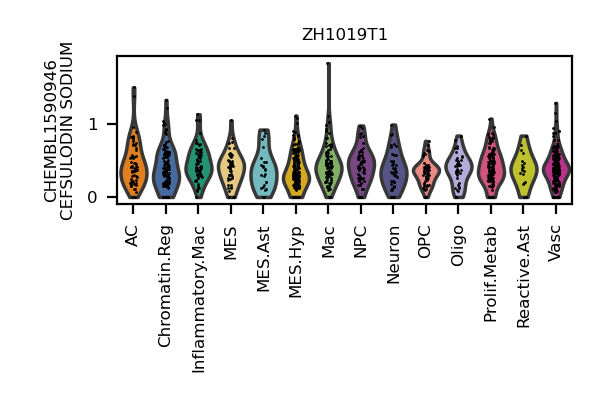 ZH1019T1
CHEMBL1590946
CEFSULODIN SODIUM
1
0
AC
Chromatin.Reg
Inflammatory.Mac
MES
MES.Ast
MES.Hyp
Mac
NPC
Neuron
OPC
Oligo
Prolif.Metab
Reactive.Ast
Vasc